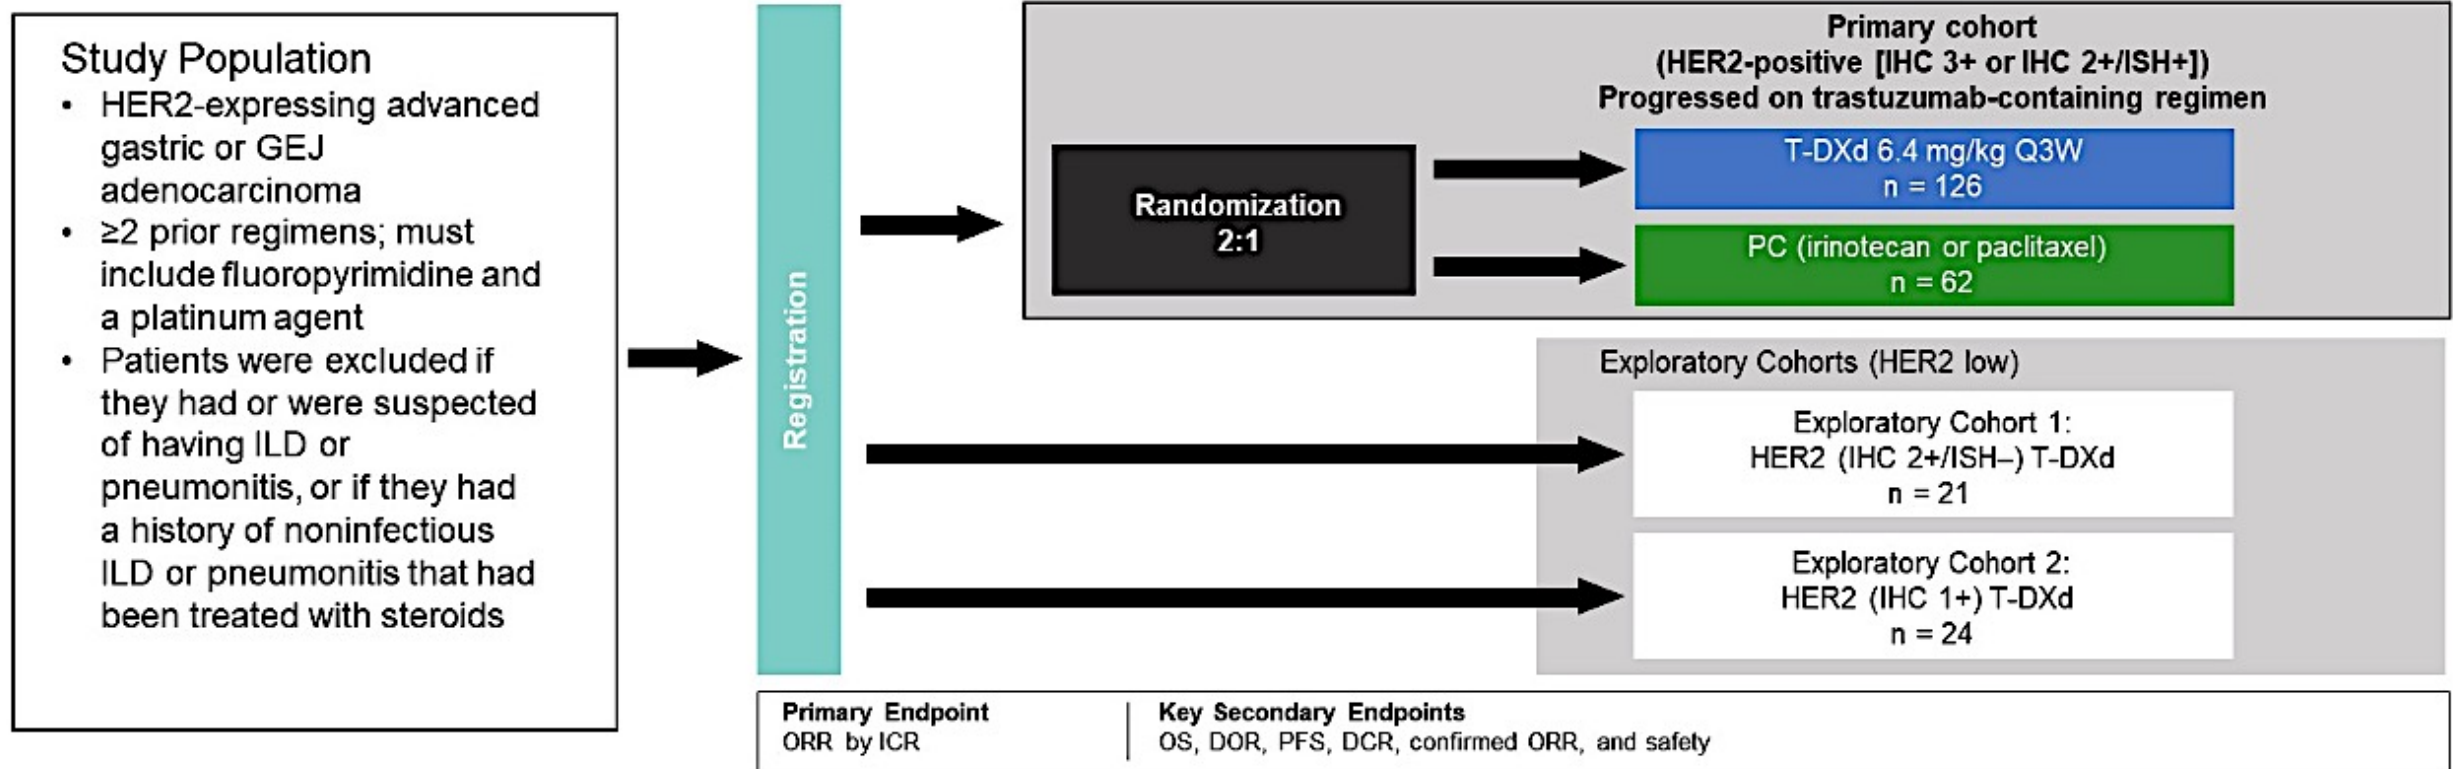 Study Population
• HER2-expressing advanced
gastric or GEJ
adenocarcinoma
• ≥2 prior regimens; must
include fluoropyrimidine and
a platinum agent
• Patients were excluded if
they had or were suspected
of having ILD or
pneumonitis, or if they had
a history of noninfectious
ILD or pneumonitis that had
been treated with steroids
Registration
Primary cohort
(HER2-positive [IHC 3+ or IHC 2+/ISH+])
Progressed on trastuzumab-containing regimen
Randomization
2:1
T-DXd 6.4 mg/kg Q3W
n = 126
PC (irinotecan or paclitaxel)
n = 62
Exploratory Cohorts (HER2 low)
Exploratory Cohort 1:
HER2 (IHC 2+/ISH–) T-DXd
n = 21
Exploratory Cohort 2:
HER2 (IHC 1+) T-DXd
n = 24
Primary Endpoint
ORR by ICR
Key Secondary Endpoints
OS, DOR, PFS, DCR, confirmed ORR, and safety